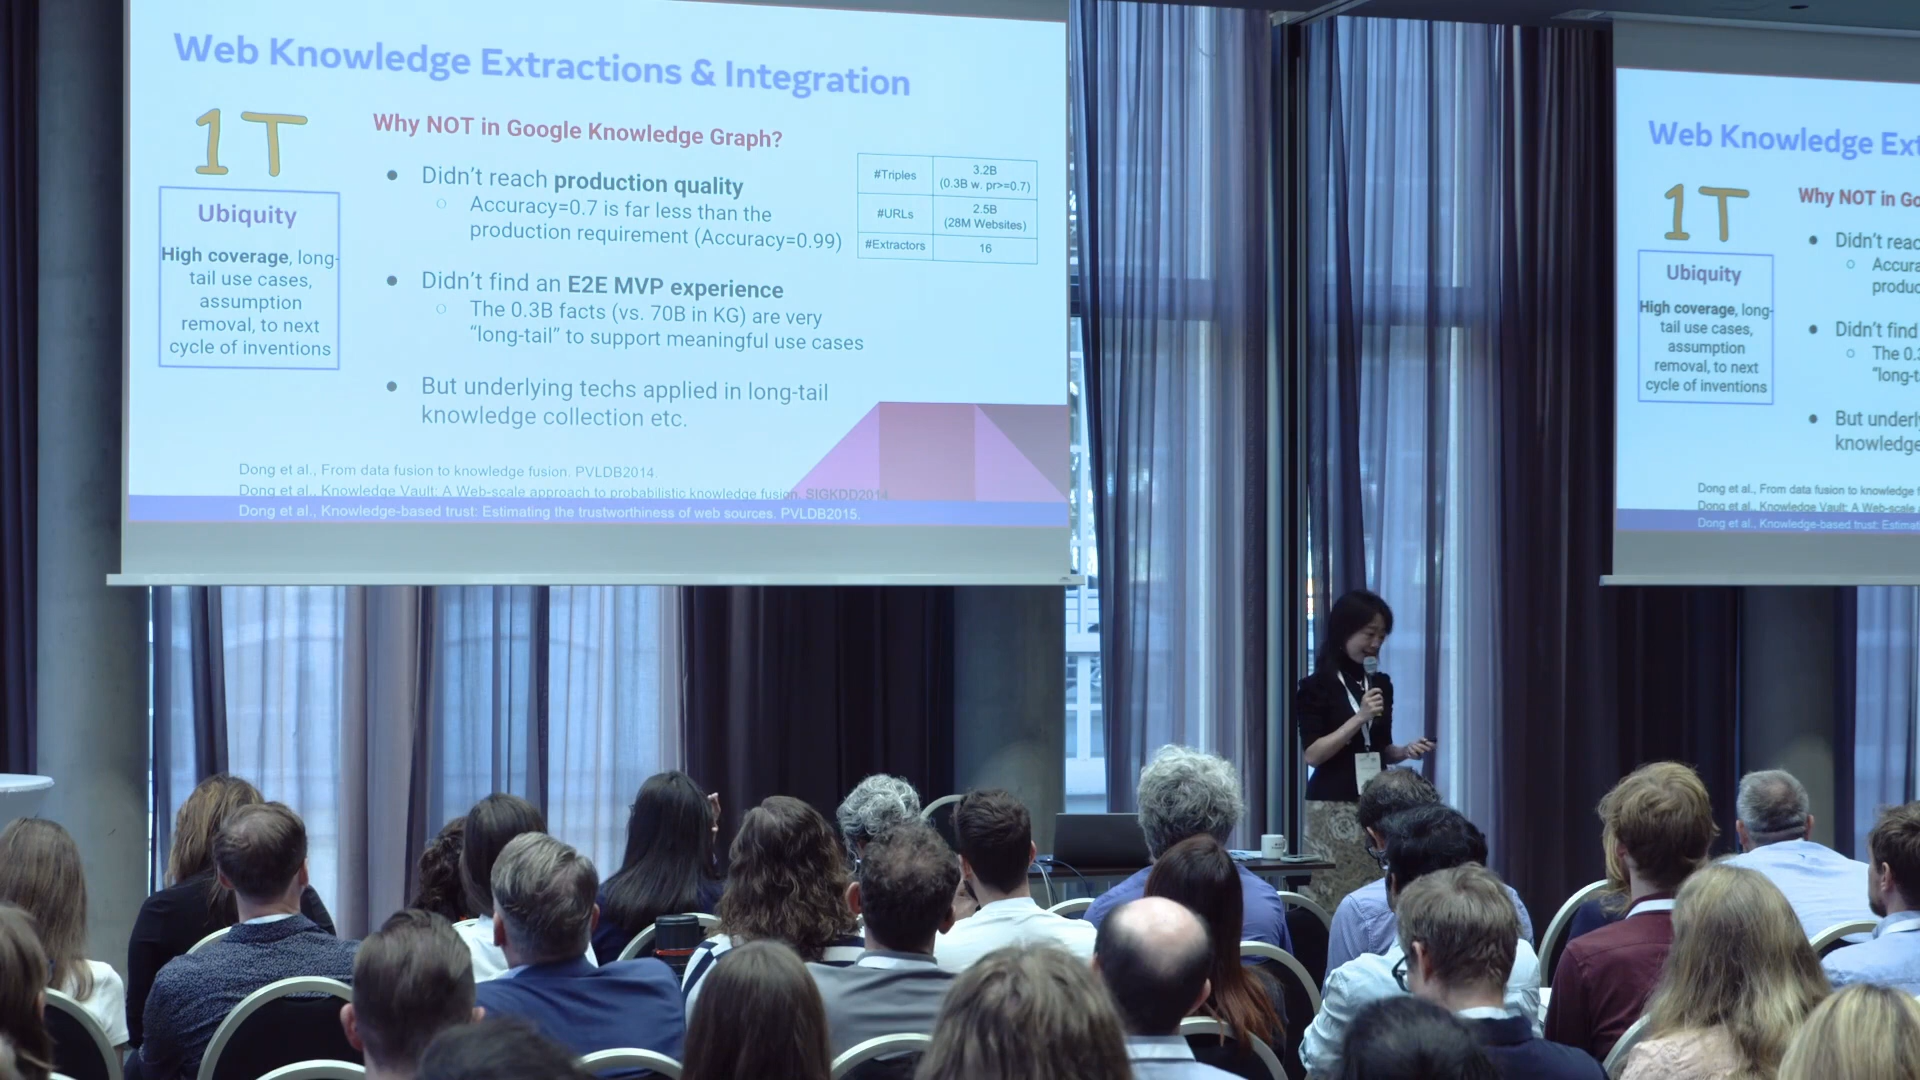 Web Knowledge Extractions & Integration
1T
Ubiquity
High coverage, long-
tail use cases,
assumption
removal, to next
cycle of inventions
Why NOT in Google Knowledge Graph?
● Didn't reach production quality
○ Accuracy=0.7 is far less than the
production requirement (Accuracy=0.99)
● Didn't find an E2E MVP experience
○ The 0.3B facts (vs. 70B in KG) are very
"long-tail" to support meaningful use cases
● But underlying techs applied in long-tail
knowledge collection etc.
#Triples 3.2B
(0.3B w. pr>=0.7)
#URLs 2.5B
(28M Websites)
#Extractors 16
Dong et al., From data fusion to knowledge fusion. PVLDB2014.
Dong et al., Knowledge Vault: A Web-scale approach to probabilistic knowledge fusion. SIGKDD2014
Dong et al., Knowledge-based trust: Estimating the trustworthiness of web sources. PVLDB2015.
Web Knowledge Ext
1T
Ubiquity
High coverage, long-
tail use cases,
assumption
removal, to next
cycle of inventions
Why NOT in Go
● Didn't reac
○ Accura
produc
● Didn't find
○ The 0.3
"long-t
● But underly
knowledge
Dong et al., From data fusion to knowledge f
Dong et al., Knowledge Vault: A Web-scale
Dong et al., Knowledge-based trust: Estimat